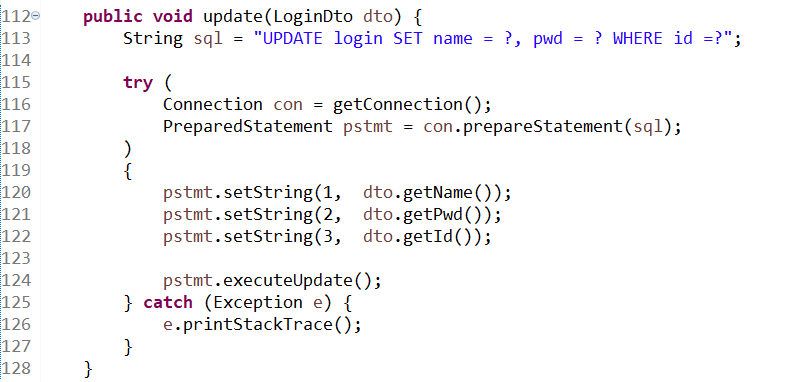 112    public void update(LoginDto dto) {
113        String sql = "UPDATE login SET name = ?, pwd = ? WHERE id =?";
114
115        try (
116            Connection con = getConnection();
117            PreparedStatement pstmt = con.prepareStatement(sql);
118        )
119        {
120            pstmt.setString(1,  dto.getName());
121            pstmt.setString(2,  dto.getPwd());
122            pstmt.setString(3,  dto.getId());
123
124            pstmt.executeUpdate();
125        } catch (Exception e) {
126            e.printStackTrace();
127        }
128    }